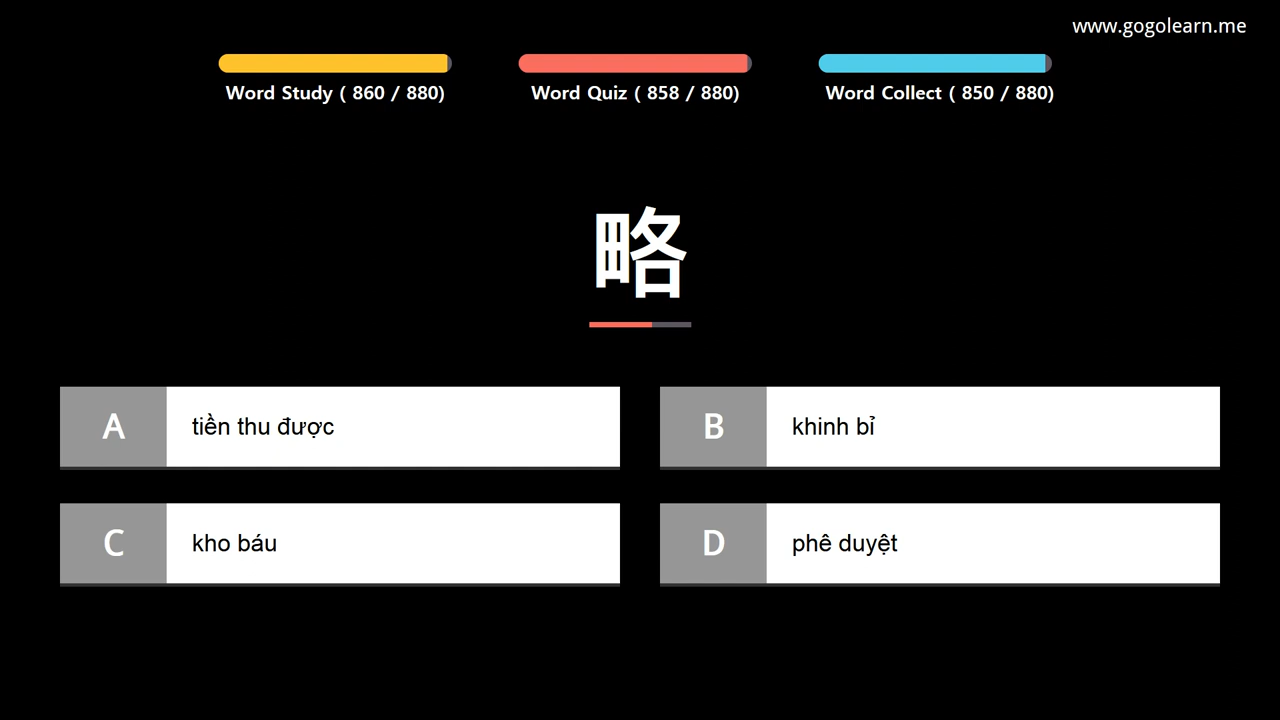 www.gogolearn.me
Word Study ( 860 / 880)
Word Quiz ( 858 / 880)
Word Collect ( 850 / 880)
略
A tiền thu được
B khinh bỉ
C kho báu
D phê duyệt